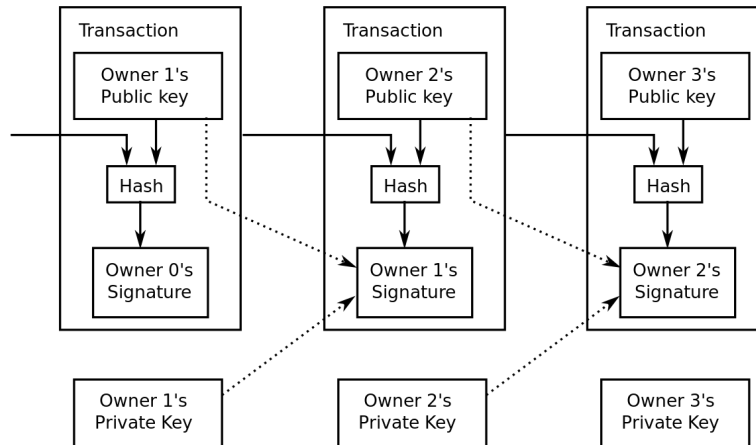 Transaction
Owner 1's
Public key
Hash
Owner 0's
Signature
Transaction
Owner 2's
Public key
Hash
Owner 1's
Signature
Transaction
Owner 3's
Public key
Hash
Owner 2's
Signature
Owner 1's
Private Key
Owner 2's
Private Key
Owner 3's
Private Key